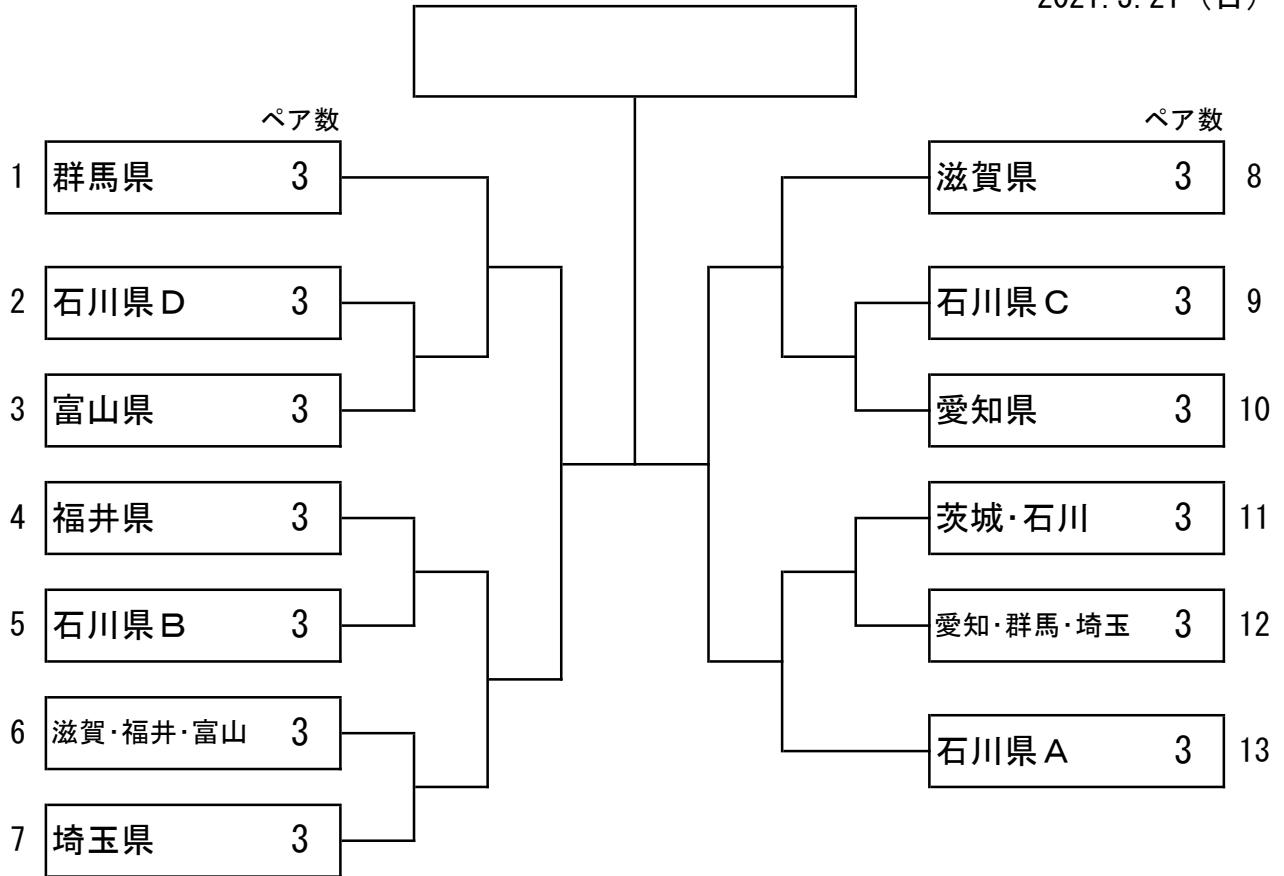 2021.3.21（日）
ペア数
1 群馬県 3
2 石川県Ｄ 3
3 富山県 3
4 福井県 3
5 石川県Ｂ 3
6 滋賀・福井・富山 3
7 埼玉県 3
ペア数
滋賀県 3 8
石川県Ｃ 3 9
愛知県 3 10
茨城・石川 3 11
愛知・群馬・埼玉 3 12
石川県Ａ 3 13